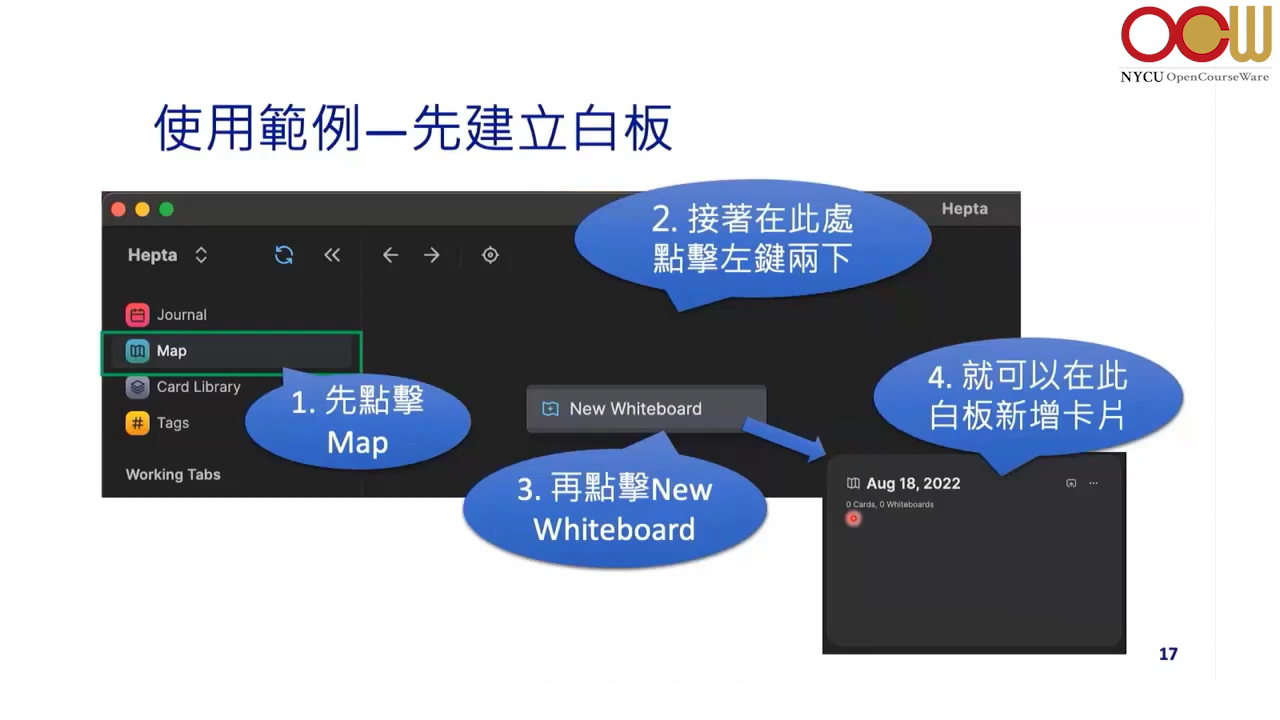 OCW
NYCU OpenCourseWare
使用範例—先建立白板
Hepta
Hepta
2. 接著在此處
點擊左鍵兩下
Journal
Map
Card Library
Tags
Working Tabs
1. 先點擊
Map
New Whiteboard
3. 再點擊New
Whiteboard
4. 就可以在此
白板新增卡片
Aug 18, 2022
0 Cards, 0 Whiteboards
17